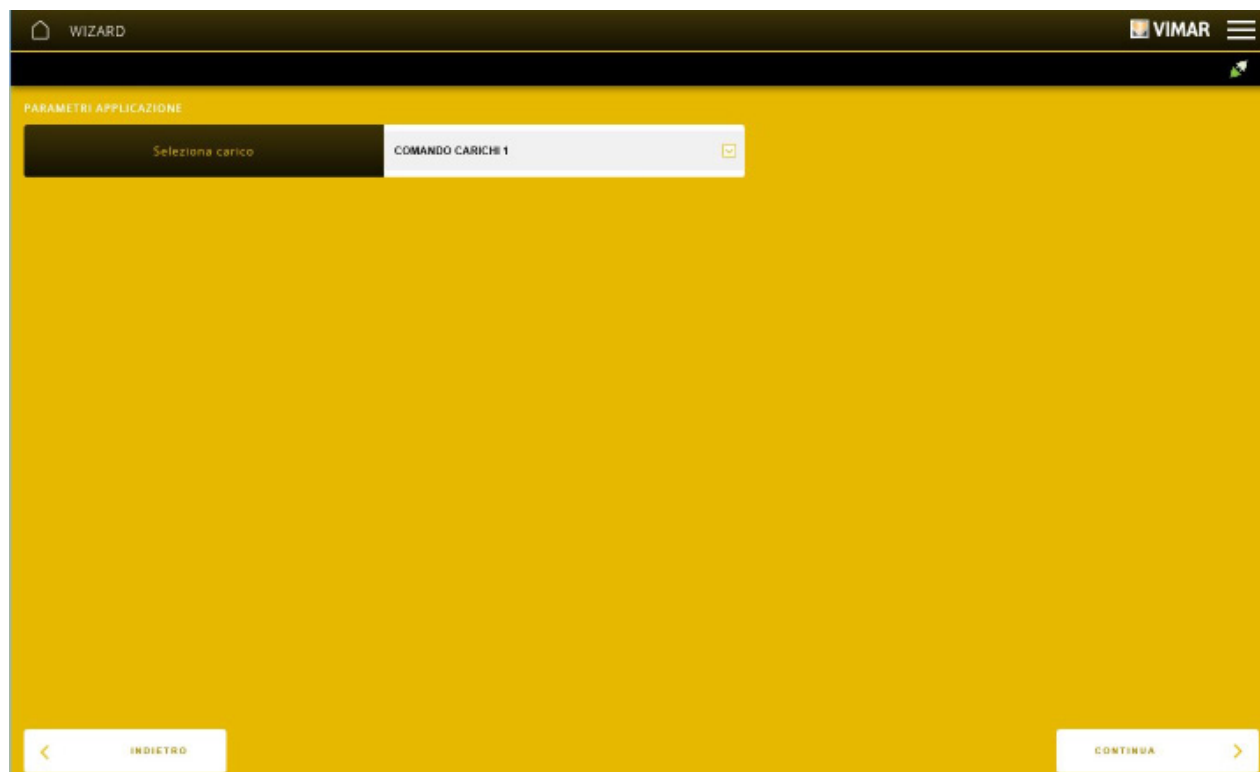 WIZARD
VIMAR
PARAMETRI APPLICAZIONE
Seleziona carico
COMANDO CARICHI 1
INDIETRO
CONTINUA